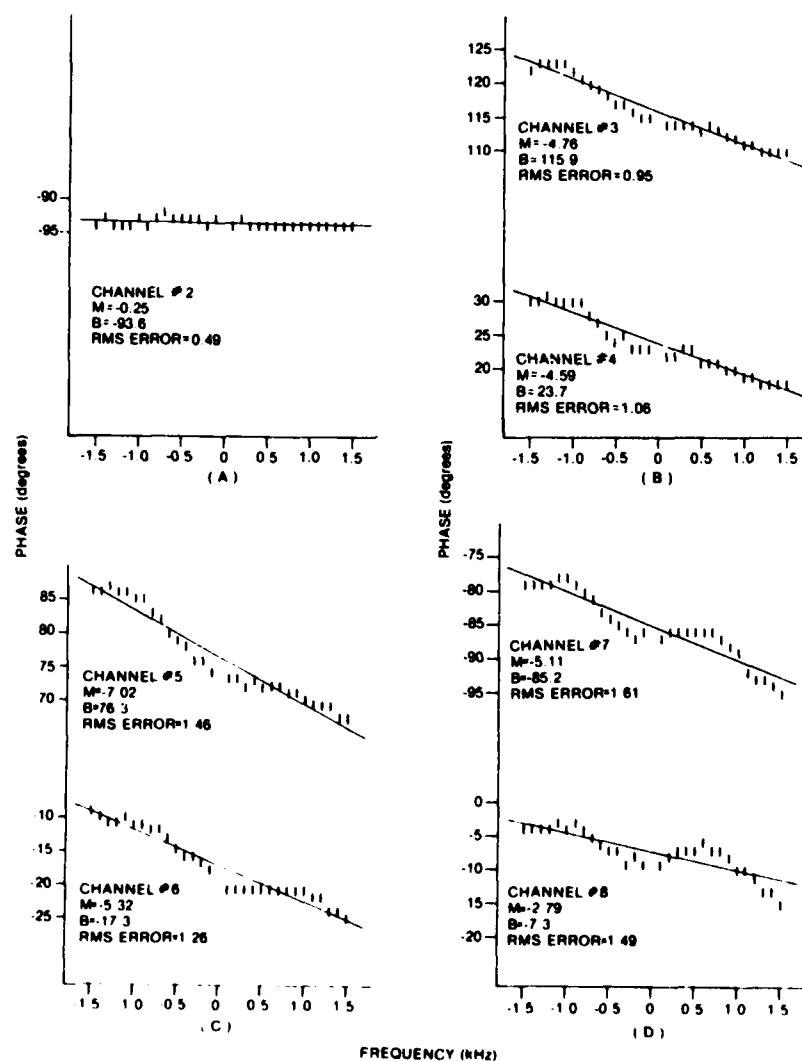 PHASE (degrees)
-90
-95
CHANNEL #2
M=-0.25
B=-93.6
RMS ERROR=0.49
-1.5 -1.0 -0.5 0 0.5 1.0 1.5
(A)
PHASE (degrees)
125
120
115
110
CHANNEL #3
M=-4.76
B=115.9
RMS ERROR=0.95
30
25
20
CHANNEL #4
M=-4.59
B=23.7
RMS ERROR=1.06
-1.5 -1.0 -0.5 0 0.5 1.0 1.5
(B)
85
80
75
70
CHANNEL #5
M=-7.02
B=76.3
RMS ERROR=1.46
-10
-15
-20
-25
CHANNEL #6
M=-5.32
B=-17.3
RMS ERROR=1.26
-1.5 1.0 -0.5 0 0.5 1.0 1.5
(C)
-75
-80
-85
-90
-95
CHANNEL #7
M=-5.11
B=-85.2
RMS ERROR=1.61
0
-5
-10
-15
-20
CHANNEL #8
M=-2.79
B=-7.3
RMS ERROR=1.49
-1.5 -1.0 -0.5 0 0.5 1.0 1.5
(D)
FREQUENCY (kHz)